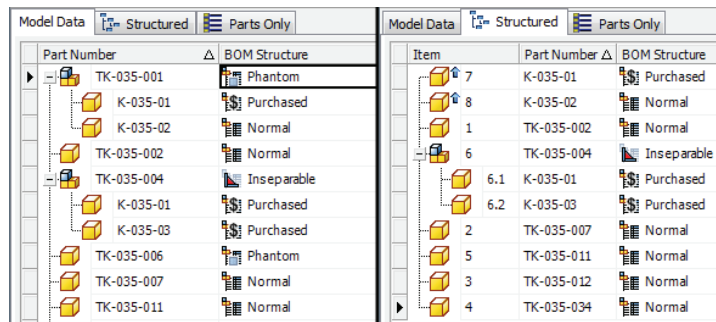 Model Data Structured Parts Only
Part Number BOM Structure
TK-035-001 Phantom
K-035-01 Purchased
K-035-02 Normal
TK-035-002 Normal
TK-035-004 Inseparable
K-035-01 Purchased
K-035-03 Purchased
TK-035-006 Phantom
TK-035-007 Normal
TK-035-011 Normal
Model Data Structured Parts Only
Item Part Number BOM Structure
7 K-035-01 Purchased
8 K-035-02 Normal
1 TK-035-002 Normal
6 TK-035-004 Inseparable
6.1 K-035-01 Purchased
6.2 K-035-03 Purchased
2 TK-035-007 Normal
5 TK-035-011 Normal
3 TK-035-012 Normal
4 TK-035-034 Normal